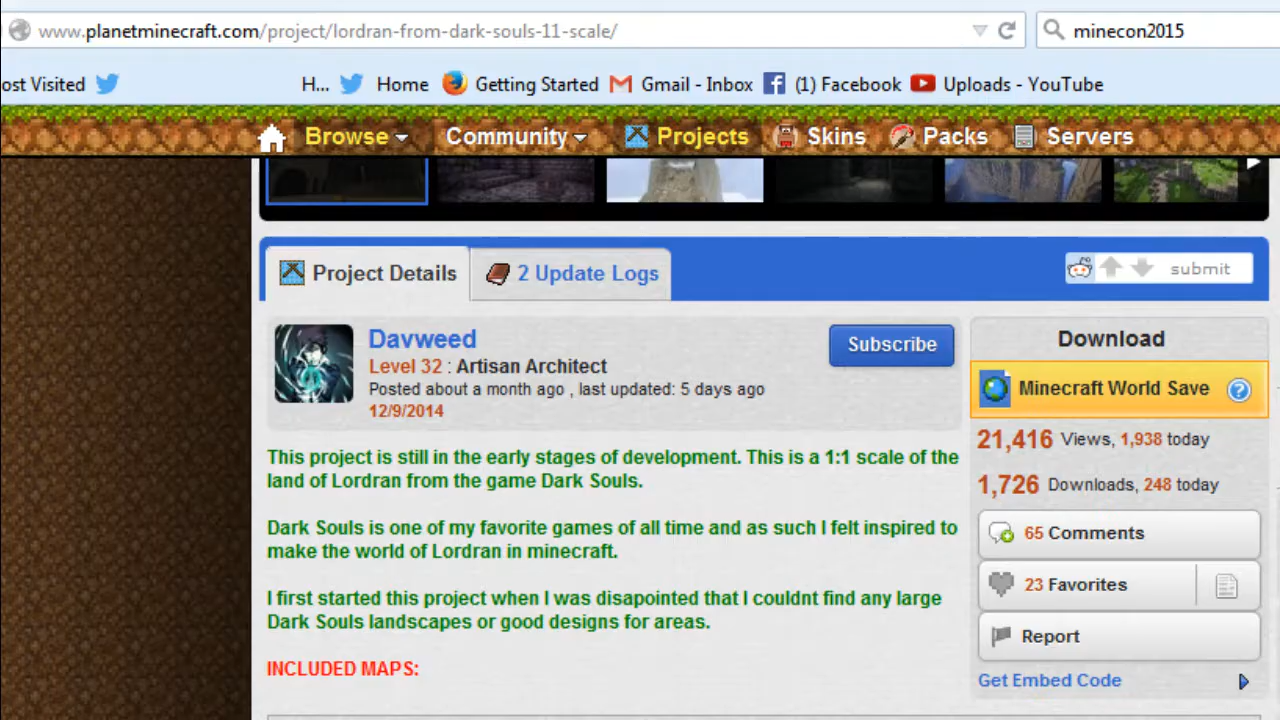 www.planetminecraft.com/project/lordran-from-dark-souls-11-scale/
minecon2015
ost Visited
H...
Home
Getting Started
Gmail - Inbox
(1) Facebook
Uploads - YouTube
Browse
Community
Projects
Skins
Packs
Servers
Project Details
2 Update Logs
submit
Davweed
Level 32 : Artisan Architect
Posted about a month ago , last updated: 5 days ago
12/9/2014
Subscribe
This project is still in the early stages of development. This is a 1:1 scale of the
land of Lordran from the game Dark Souls.
Dark Souls is one of my favorite games of all time and as such I felt inspired to
make the world of Lordran in minecraft.
I first started this project when I was disapointed that I couldnt find any large
Dark Souls landscapes or good designs for areas.
INCLUDED MAPS:
Download
Minecraft World Save ?
21,416 Views, 1,938 today
1,726 Downloads, 248 today
65 Comments
23 Favorites
Report
Get Embed Code